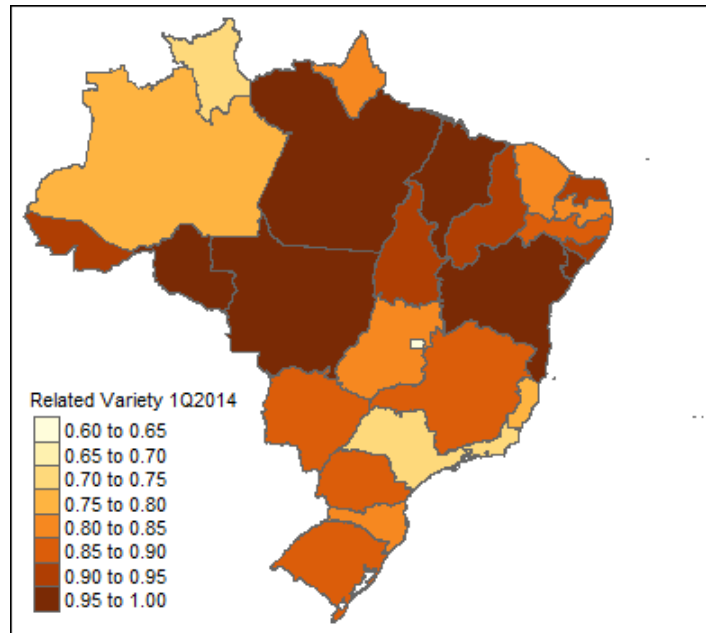 Related Variety 1Q2014
0.60 to 0.65
0.65 to 0.70
0.70 to 0.75
0.75 to 0.80
0.80 to 0.85
0.85 to 0.90
0.90 to 0.95
0.95 to 1.00